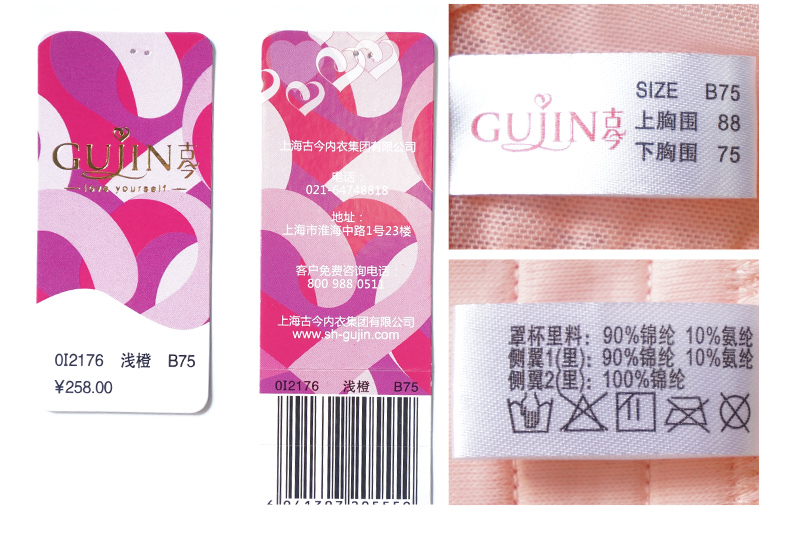 GUJIN古今
love yourself
0I2176 浅橙 B75
¥258.00
上海古今内衣集团有限公司
电话:
021-64748818
地址:
上海市淮海中路1号23楼
客户免费咨询电话:
800 988 0511
上海古今内衣集团有限公司
www.sh-gujin.com
0I2176 浅橙 B75
GUJIN古今
SIZE B75
上胸围 88
下胸围 75
罩杯里料: 90%锦纶 10%氨纶
侧翼1(里): 90%锦纶 10%氨纶
侧翼2(里): 100%锦纶